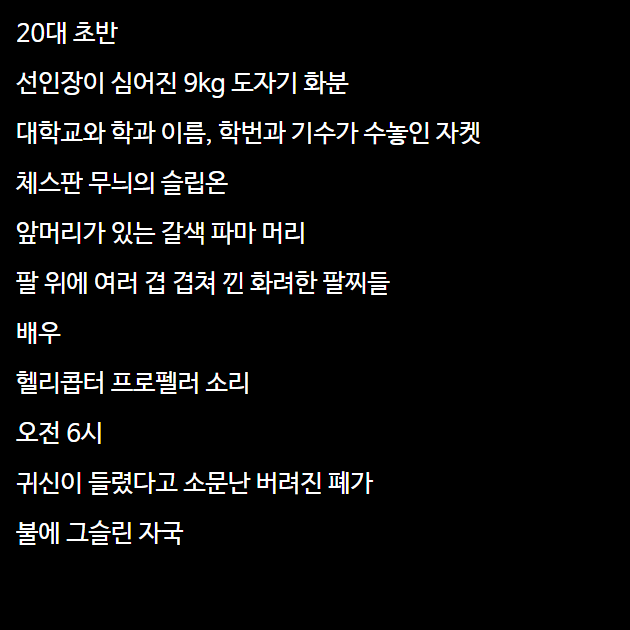 20대 초반
선인장이 심어진 9kg 도자기 화분
대학교와 학과 이름, 학번과 기수가 수놓인 자켓
체스판 무늬의 슬립온
앞머리가 있는 갈색 파마 머리
팔 위에 여러 겹 겹쳐 낀 화려한 팔찌들
배우
헬리콥터 프로펠러 소리
오전 6시
귀신이 들렸다고 소문난 버려진 폐가
불에 그슬린 자국